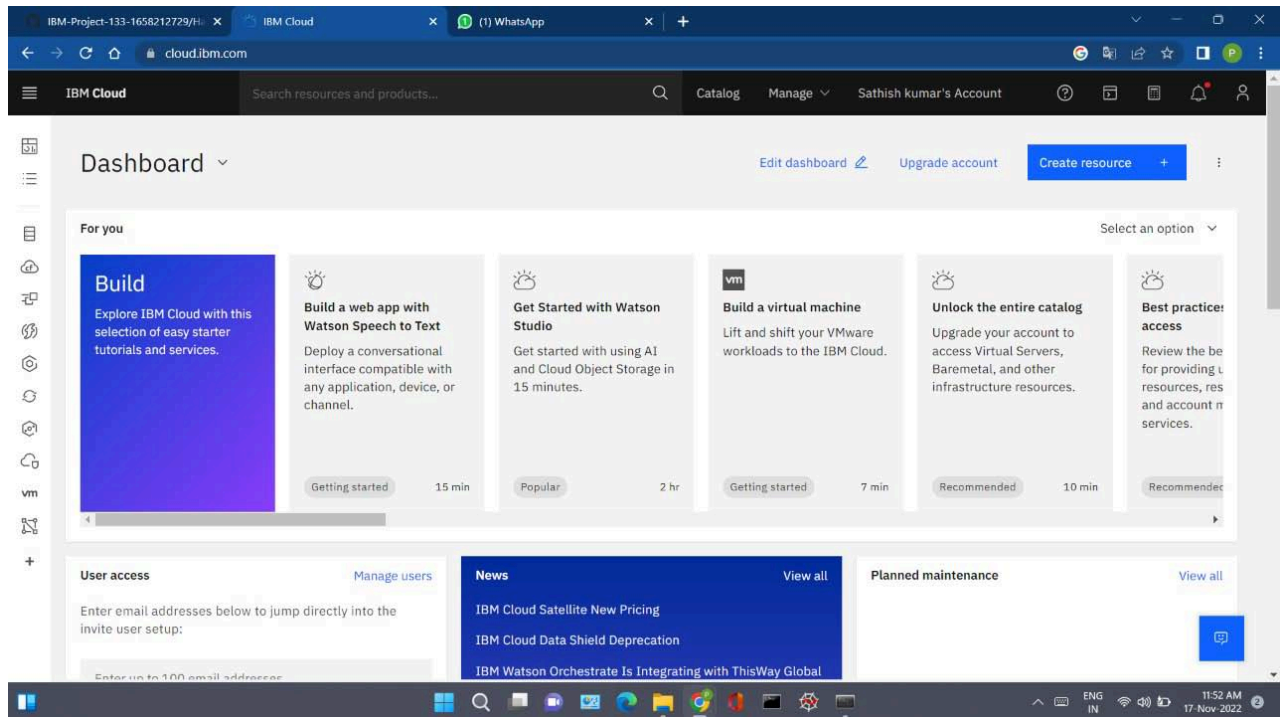 IBM-Project-133-1658212729/H
IBM Cloud
(1) WhatsApp
cloud.ibm.com
P
IBM Cloud
Search resources and products...
Catalog
Manage
Sathish kumar's Account
Dashboard
Edit dashboard
Upgrade account
Create resource +
For you
Select an option
Build
Explore IBM Cloud with this
selection of easy starter
tutorials and services.
Build a web app with
Watson Speech to Text
Deploy a conversational
interface compatible with
any application, device, or
channel.
Getting started
15 min
Get Started with Watson
Studio
Get started with using AI
and Cloud Object Storage in
15 minutes.
Popular
2 hr
vm
Build a virtual machine
Lift and shift your VMware
workloads to the IBM Cloud.
Getting started
7 min
Unlock the entire catalog
Upgrade your account to
access Virtual Servers,
Baremetal, and other
infrastructure resources.
Recommended
10 min
Best practices
access
Review the be
for providing u
resources, res
and account m
services.
Recommended
vm
User access
Manage users
Enter email addresses below to jump directly into the
invite user setup:
Enter up to 100 email addresses
News
View all
IBM Cloud Satellite New Pricing
IBM Cloud Data Shield Deprecation
IBM Watson Orchestrate Is Integrating with ThisWay Global
Planned maintenance
View all
ENG
IN
11:52 AM
17-Nov-2022
2